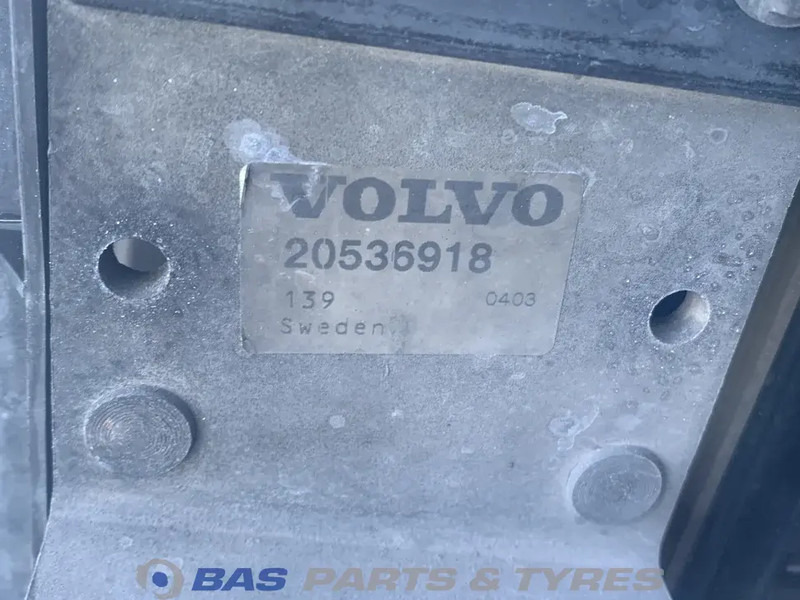 VOLVO
20536918
139 0403
Sweden
BAS PARTS & TYRES